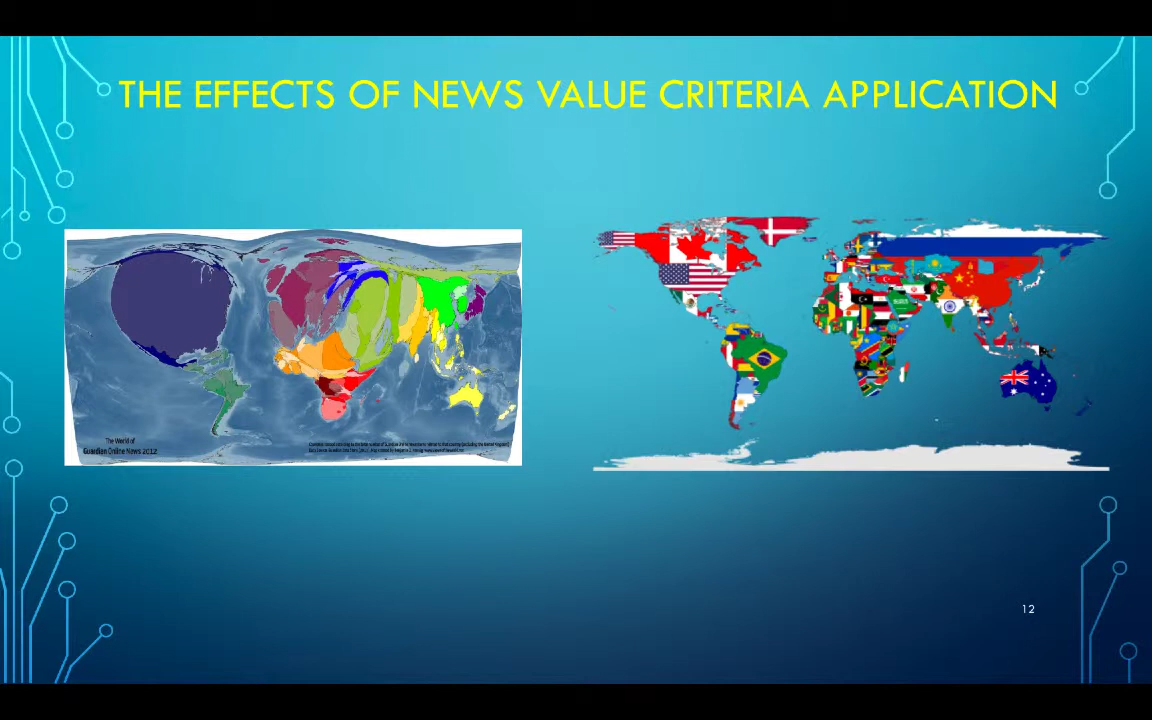 THE EFFECTS OF NEWS VALUE CRITERIA APPLICATION
The World of
Guardian Online News 2012
12